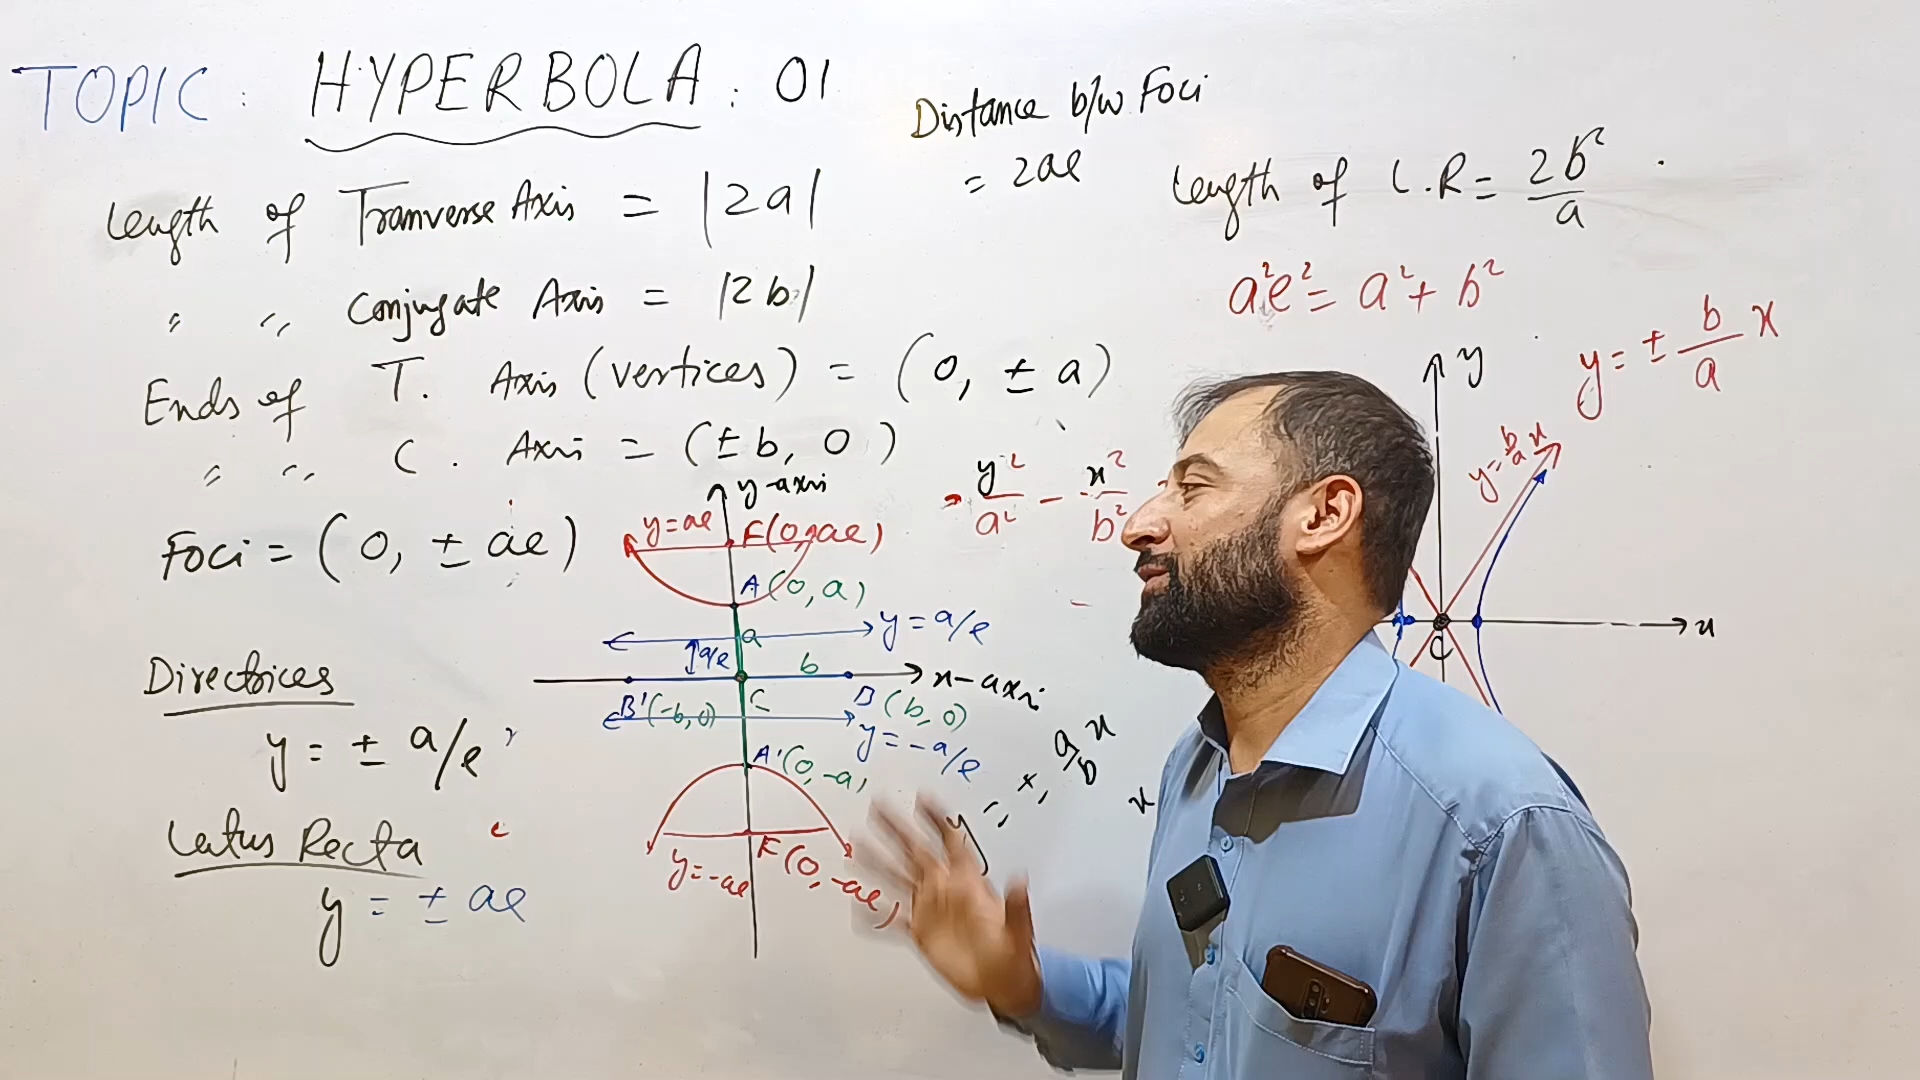 TOPIC : HYPERBOLA : 01
Distance b/w Foci
= 2ae
Length of L.R = 2b²/a
Length of Tranverse Axis = |2a|
" " Conjugate Axis = |2b|
a²e² = a² + b²
y = ± b/a x
Ends of T. Axis (vertices) = (0, ± a)
" " C. Axis = (± b, 0)
Foci = (0, ± ae)
Directrices
y = ± a/e
Latus Recta
y = ± ae
y-axis
y=ae
F(0, ae)
A(0, a)
a
y = a/e
a/e
b
x-axis
B'(-b, 0)
C
B (b, 0)
y = -a/e
A'(0, -a)
F(0, -ae)
y=-ae
y²/a² - x²/b²
y = ± a/b x
x
y
y = b/a x
x
C